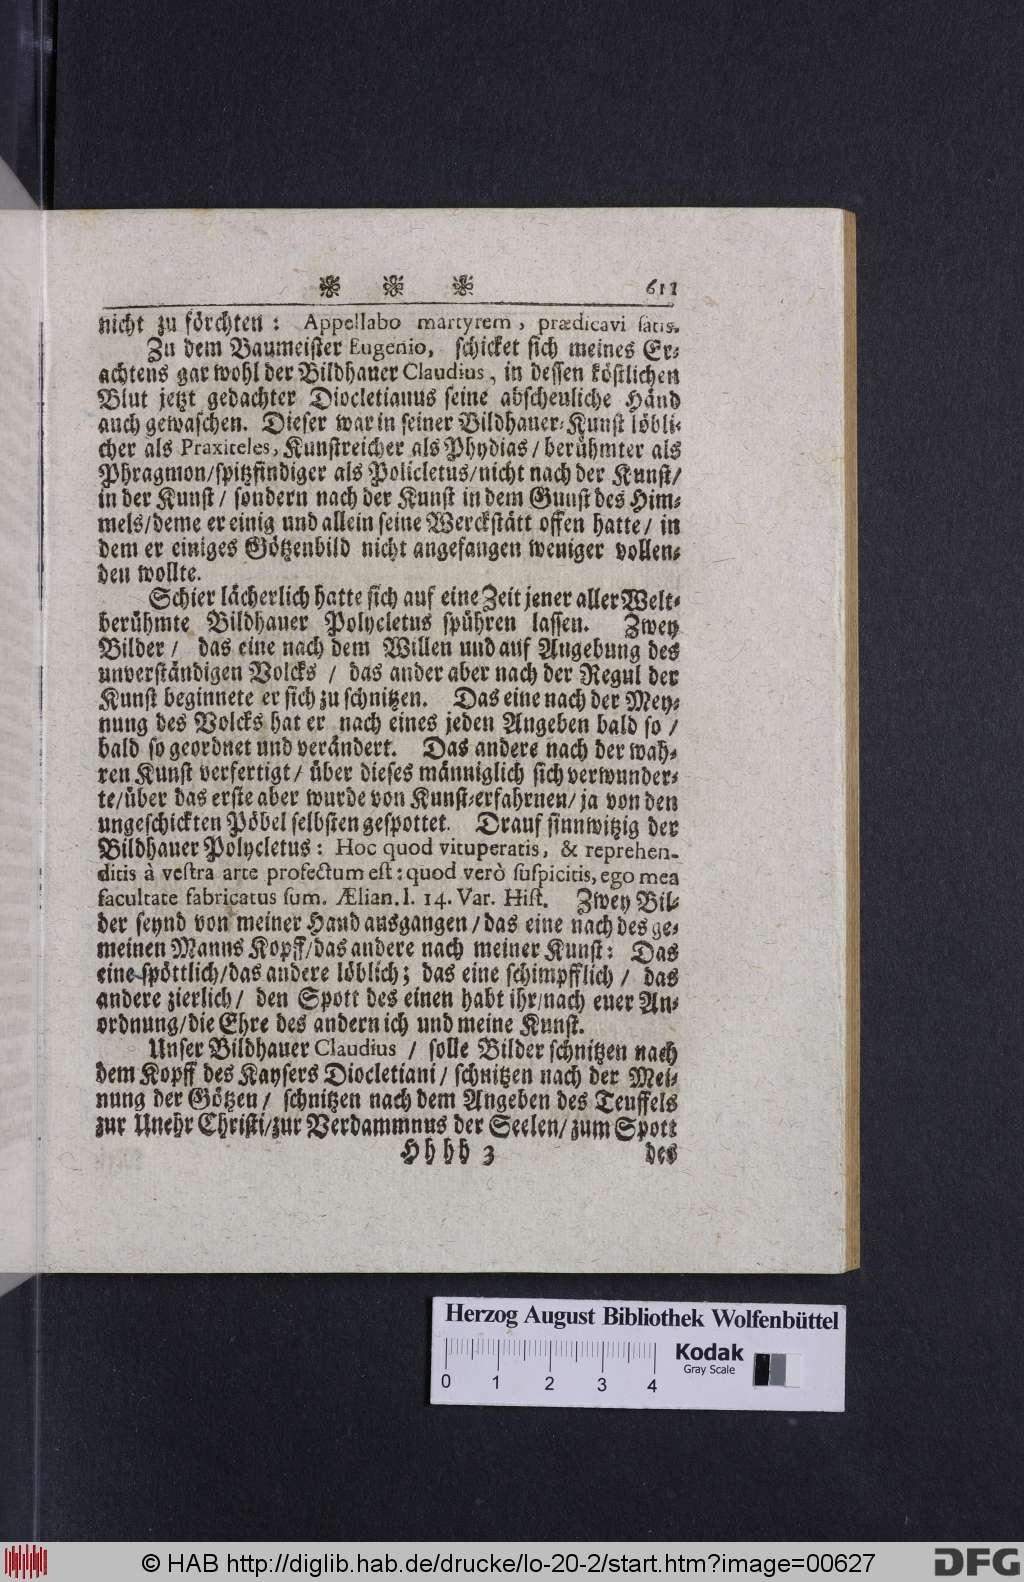 611
nicht zu förchten: Appellabo martyrem, prædicavi satis.
Zu dem Baumeister Eugenio, schicket sich meines Er-
achtens gar wohl der Bildhauer Claudius, in dessen köstlichen
Blut jetzt gedachter Diocletianus seine abscheuliche Händ
auch gewaschen. Dieser war in seiner Bildhauer-Kunst löbli-
cher als Praxiteles, Kunstreicher als Phydias/ berühmter als
Phragmon/spitzfindiger als Policletus/nicht nach der Kunst/
in der Kunst/ sondern nach der Kunst in dem Gunst des Him-
mels/deme er einig und allein seine Werckstätt offen hatte/ in
dem er einiges Götzenbild nicht angefangen weniger vollen-
den wollte.
Schier lächerlich hatte sich auf eine Zeit jener aller Welt-
berühmte Bildhauer Polycletus spühren lassen. Zwey
Bilder/ das eine nach dem Willen und auf Angebung des
unverständigen Volcks / das ander aber nach der Regul der
Kunst beginnete er sich zu schnitzen. Das eine nach der Mey-
nung des Volcks hat er nach eines jeden Angeben bald so /
bald so geordnet und verändert. Das andere nach der wah-
ren Kunst verfertigt/ über dieses männiglich sich verwunder-
te/über das erste aber wurde von Kunst-erfahrnen/ ja von den
ungeschickten Pöbel selbsten gespottet. Drauf sinnwitzig der
Bildhauer Polycletus: Hoc quod vituperatis, & reprehen-
ditis à vestra arte profectum est: quod verò suspicitis, ego mea
facultate fabricatus sum. Ælian. l. 14. Var. Hist. Zwey Bil-
der seynd von meiner Hand ausgangen/das eine nach des ge-
meinen Manns Kopff/das andere nach meiner Kunst: Das
eine spöttlich/das andere löblich; das eine schimpfflich/ das
andere zierlich/ den Spott des einen habt ihr/nach euer An-
ordnung/die Ehre des andern ich und meine Kunst.
Unser Bildhauer Claudius / solle Bilder schnitzen nach
dem Kopff des Kaysers Diocletiani/ schnitzen nach der Mei-
nung der Götzen/ schnitzen nach dem Angeben des Teuffels
zur Unehr Christi/zur Verdammnus der Seelen/ zum Spott
Hhhh 3 des
Herzog August Bibliothek Wolfenbüttel
0 1 2 3 4
Kodak
Gray Scale
© HAB http://diglib.hab.de/drucke/lo-20-2/start.htm?image=00627
DFG